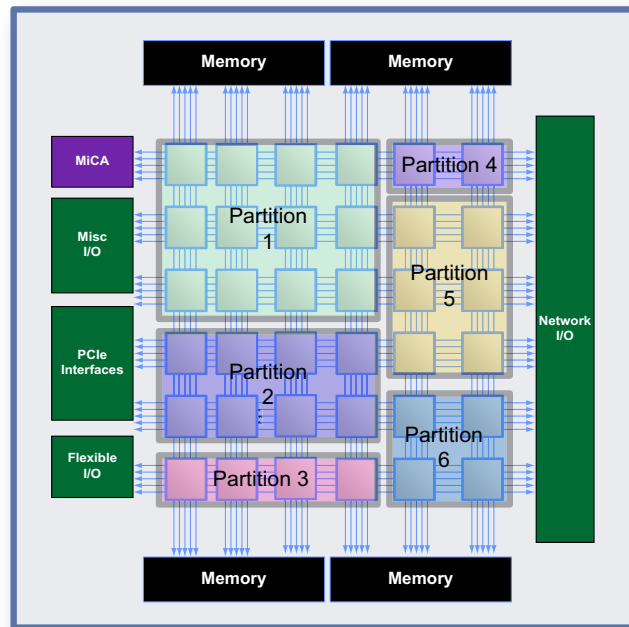 Memory
Memory
MiCA
Partition 4
Misc
I/O
Partition
1
Partition
5
Network
I/O
PCIe
Interfaces
Partition
2
Partition
6
Flexible
I/O
Partition 3
Memory
Memory